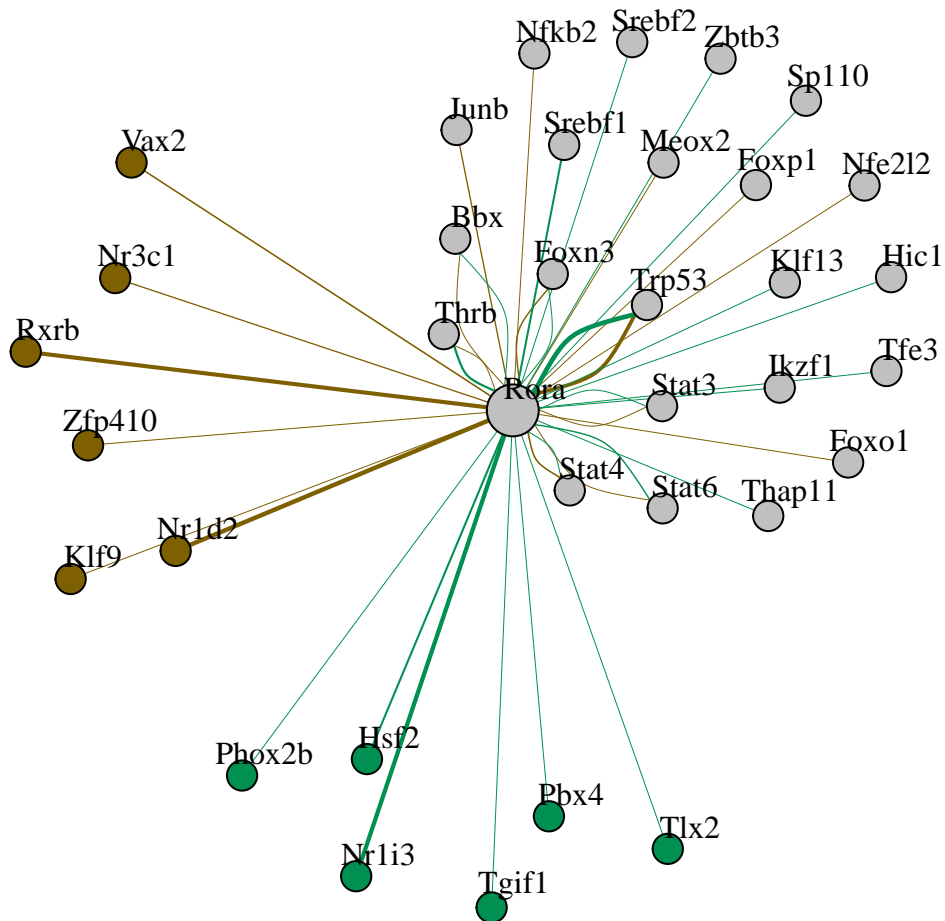 Srebf2
Nfkb2
Zbtb3
Sp110
Junb
Srebf1
Vax2
Meox2
Foxp1
Nfe2l2
Bbx
Nr3c1
Foxn3
Klf13
Hic1
Trp53
Thrb
Rxrb
Tfe3
Ikzf1
Rora
Stat3
Zfp410
Foxo1
Stat4
Stat6
Thap11
Nr1d2
Klf9
Hsf2
Phox2b
Pbx4
Tlx2
Nr1i3
Tgif1